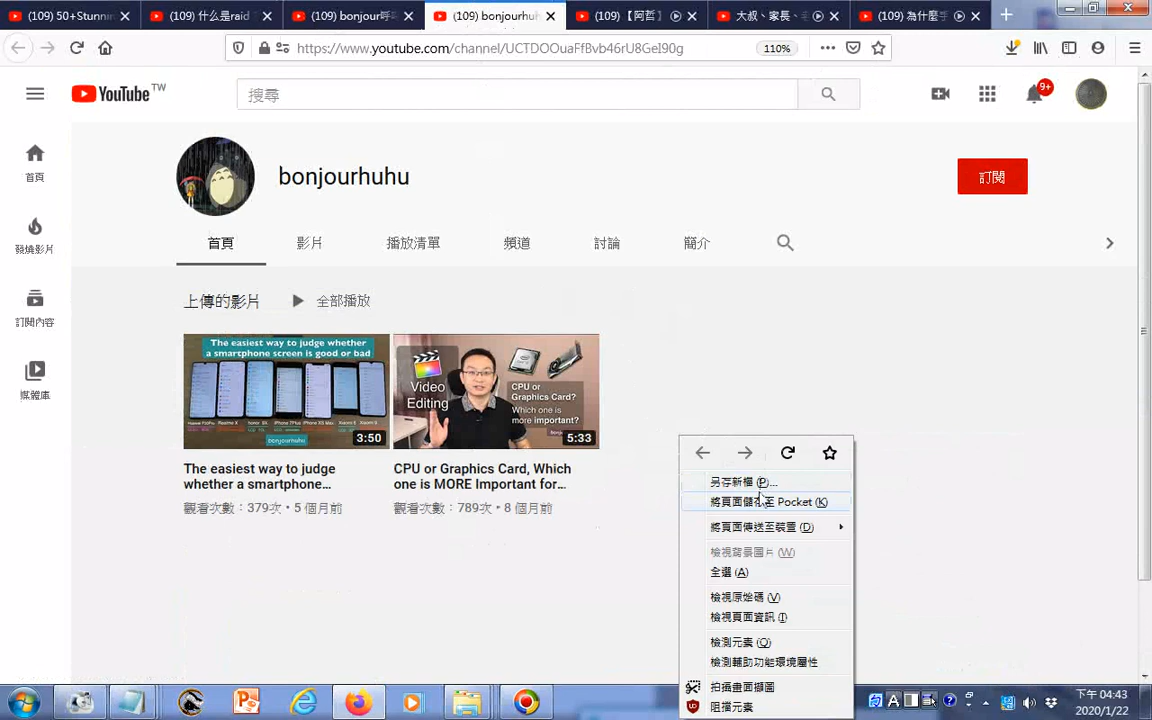 (109) 50+Stunni
(109) 什么是raid
(109) bonjour呼
(109) bonjourhuh
(109) 【阿哲
大叔、家長、
(109) 為什麼手
https://www.youtube.com/channel/UCTDOOuaFfBvb46rU8GeI90g
110%
YouTube TW
搜尋
9+
首頁
發燒影片
訂閱內容
媒體庫
bonjourhuhu
訂閱
首頁
影片
播放清單
頻道
討論
簡介
上傳的影片
全部播放
The easiest way to judge whether
a smartphone screen is good or bad
bonjourhuhu
3:50
Video
Editing
CPU or
Graphics Card?
Which one is
more important?
5:33
The easiest way to judge
whether a smartphone…
觀看次數：379次 • 5 個月前
CPU or Graphics Card, Which
one is MORE Important for…
觀看次數：789次 • 8 個月前
另存新檔 (P)...
將頁面儲存至 Pocket (K)
將頁面傳送至裝置 (D)
檢視背景圖片 (W)
全選 (A)
檢視原始碼 (V)
檢視頁面資訊 (I)
檢測元素 (Q)
檢測輔助功能環境屬性
拍攝畫面擷圖
阻擋元素
下午 04:43
2020/1/22